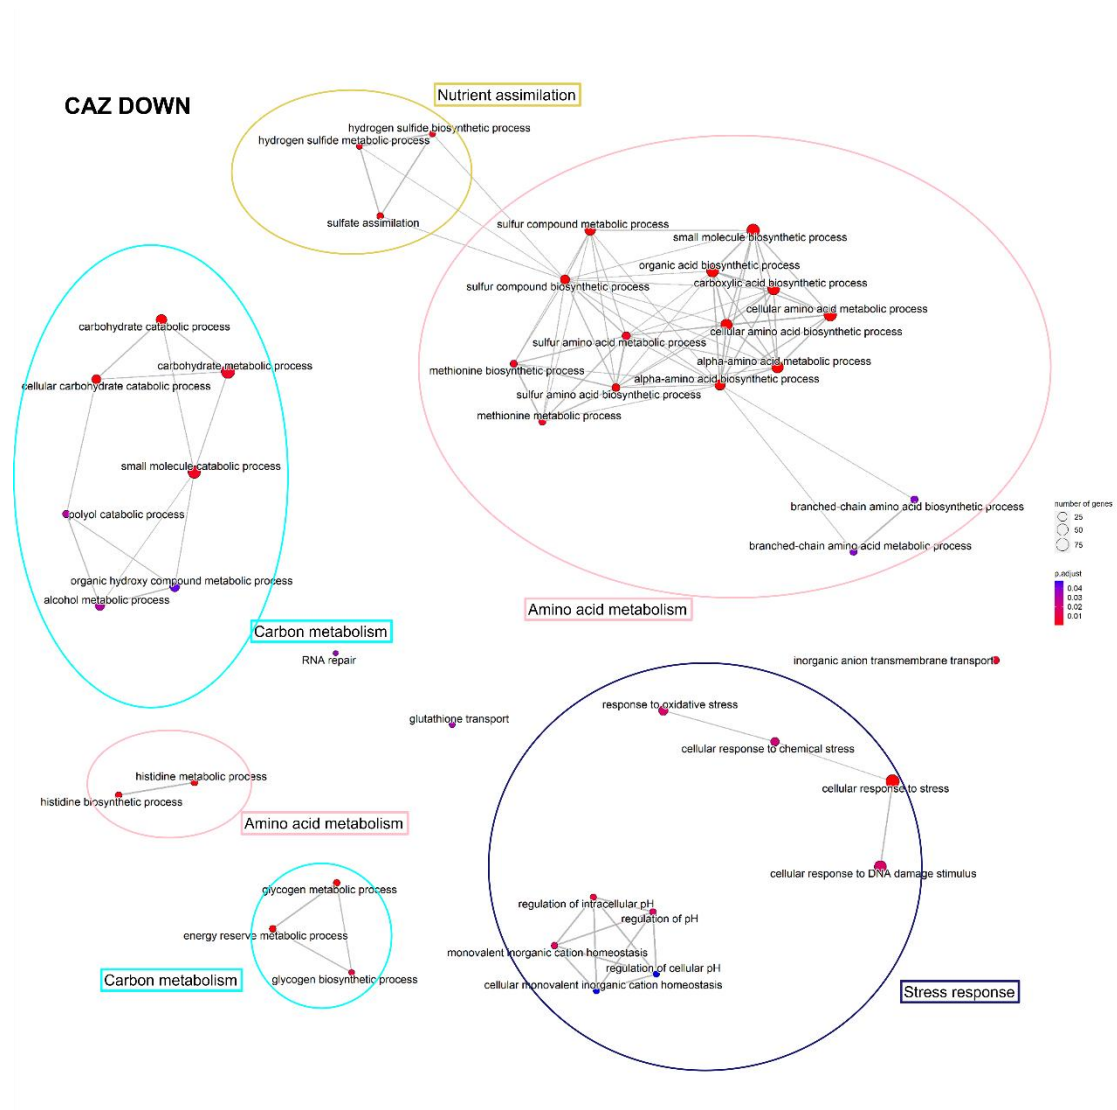 Nutrient assimilation
CAZ DOWN
hydrogen sulfide biosynthetic process
hydrogen sulfide metabolic process
sulfate assimilation
sulfur compound metabolic process
small molecule biosynthetic process
organic acid biosynthetic process
carboxylic acid biosynthetic process
sulfur compound biosynthetic process
cellular amino acid metabolic process
cellular amino acid biosynthetic process
sulfur amino acid metabolic process
alpha-amino acid metabolic process
methionine biosynthetic process
alpha-amino acid biosynthetic process
sulfur amino acid biosynthetic process
methionine metabolic process
carbohydrate catabolic process
carbohydrate metabolic process
cellular carbohydrate catabolic process
small molecule catabolic process
polyol catabolic process
organic hydroxy compound metabolic process
alcohol metabolic process
branched-chain amino acid biosynthetic process
branched-chain amino acid metabolic process
number of genes
25
50
75
p.adjust
0.04
0.03
0.02
0.01
Amino acid metabolism
Carbon metabolism
RNA repair
inorganic anion transmembrane transport
response to oxidative stress
glutathione transport
cellular response to chemical stress
cellular response to stress
histidine metabolic process
histidine biosynthetic process
Amino acid metabolism
cellular response to DNA damage stimulus
glycogen metabolic process
energy reserve metabolic process
glycogen biosynthetic process
Carbon metabolism
regulation of intracellular pH
regulation of pH
monovalent inorganic cation homeostasis
regulation of cellular pH
cellular monovalent inorganic cation homeostasis
Stress response